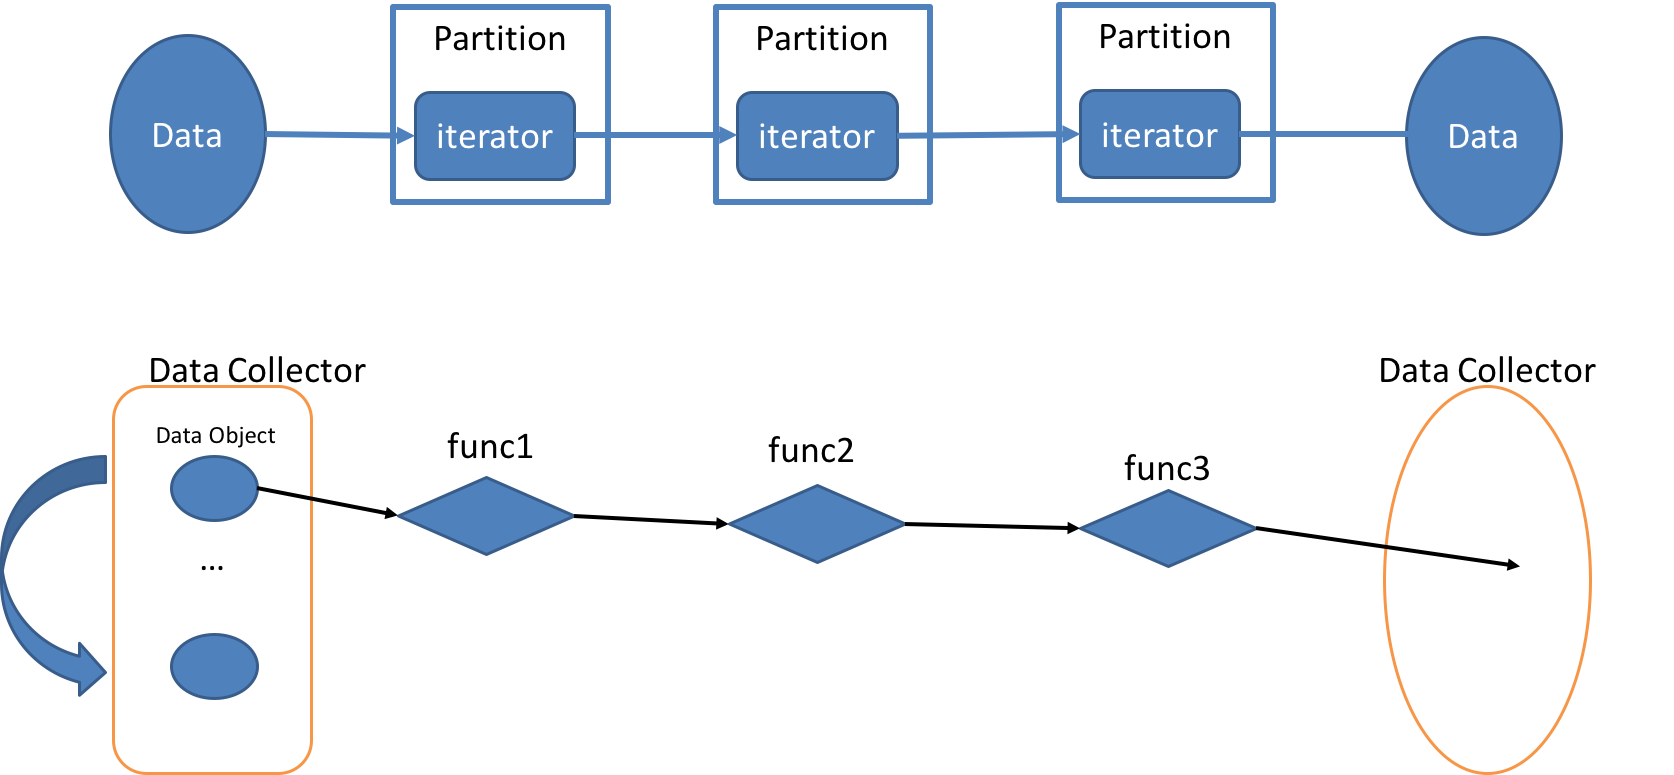 Partition
Partition
Partition
Data
iterator
iterator
iterator
Data
Data Collector
Data Collector
Data Object
func1
func2
func3
...